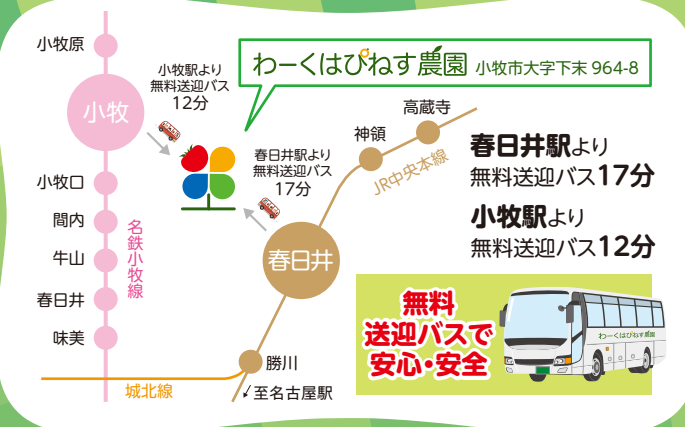 小牧原
小牧
小牧口
間内
牛山
春日井
味美
名鉄小牧線
小牧駅より
無料送迎バス
12分
わーくはぴねす農園 小牧市大字下末 964-8
春日井駅より
無料送迎バス
17分
高蔵寺
神領
JR中央本線
春日井
勝川
城北線
至名古屋駅
春日井駅より
無料送迎バス17分
小牧駅より
無料送迎バス12分
無料
送迎バスで
安心・安全
わーくはぴねす農園